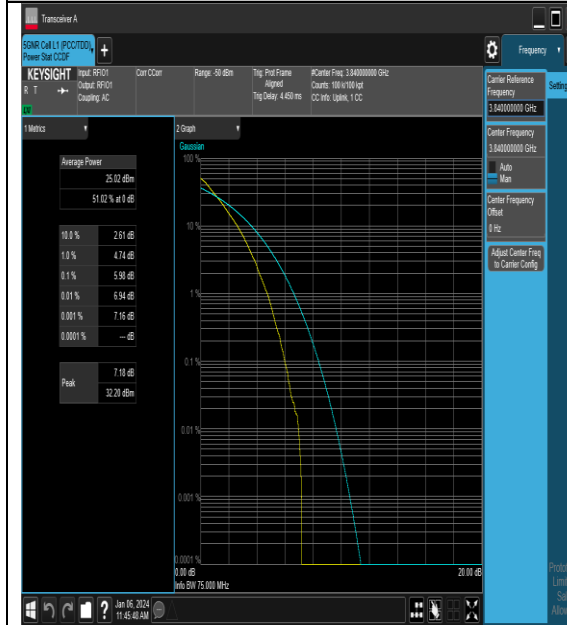 Transceiver A
5GNR Cell L1 (PCC/TDD)
Power Stat CCDF
Frequency
KEYSIGHT
R T
Input: RFIO1
Output: RFIO1
Coupling: AC
Corr CCorr
Range: -50 dBm
Trig: Prot Frame
Aligned
Trig Delay: 4.450 ms
#Center Freq: 3.840000000 GHz
Counts: 100 k/100 kpt
CC Info: Uplink, 1 CC
1 Metrics
Average Power
25.02 dBm
51.02 % at 0 dB
10.0 % 2.61 dB
1.0 % 4.74 dB
0.1 % 5.98 dB
0.01 % 6.94 dB
0.001 % 7.16 dB
0.0001 % --- dB
Peak
7.18 dB
32.20 dBm
2 Graph
Gaussian
100 %
10 %
1 %
0.1 %
0.01 %
0.001 %
0.0001 %
0.00 dB
20.00 dB
Info BW 75.000 MHz
Carrier Reference
Frequency
3.840000000 GHz
Center Frequency
3.840000000 GHz
Auto
Man
Center Frequency
Offset
0 Hz
Adjust Center Freq
to Carrier Config
Setting
Jan 06, 2024
11:45:48 AM